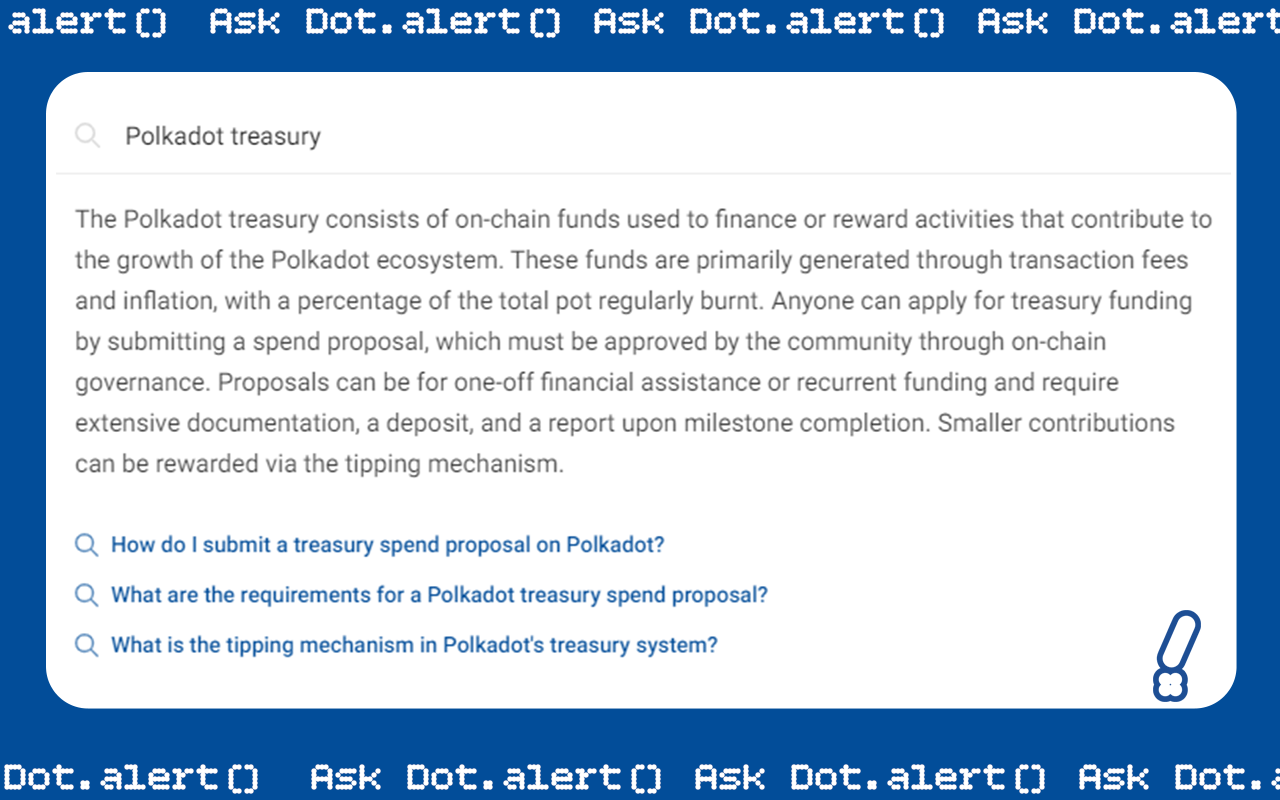 alert() Ask Dot.alert() Ask Dot.alert() Ask Dot.alert
Polkadot treasury
The Polkadot treasury consists of on-chain funds used to finance or reward activities that contribute to
the growth of the Polkadot ecosystem. These funds are primarily generated through transaction fees
and inflation, with a percentage of the total pot regularly burnt. Anyone can apply for treasury funding
by submitting a spend proposal, which must be approved by the community through on-chain
governance. Proposals can be for one-off financial assistance or recurrent funding and require
extensive documentation, a deposit, and a report upon milestone completion. Smaller contributions
can be rewarded via the tipping mechanism.
How do I submit a treasury spend proposal on Polkadot?
What are the requirements for a Polkadot treasury spend proposal?
What is the tipping mechanism in Polkadot's treasury system?
Dot.alert() Ask Dot.alert() Ask Dot.alert() Ask Dot.a